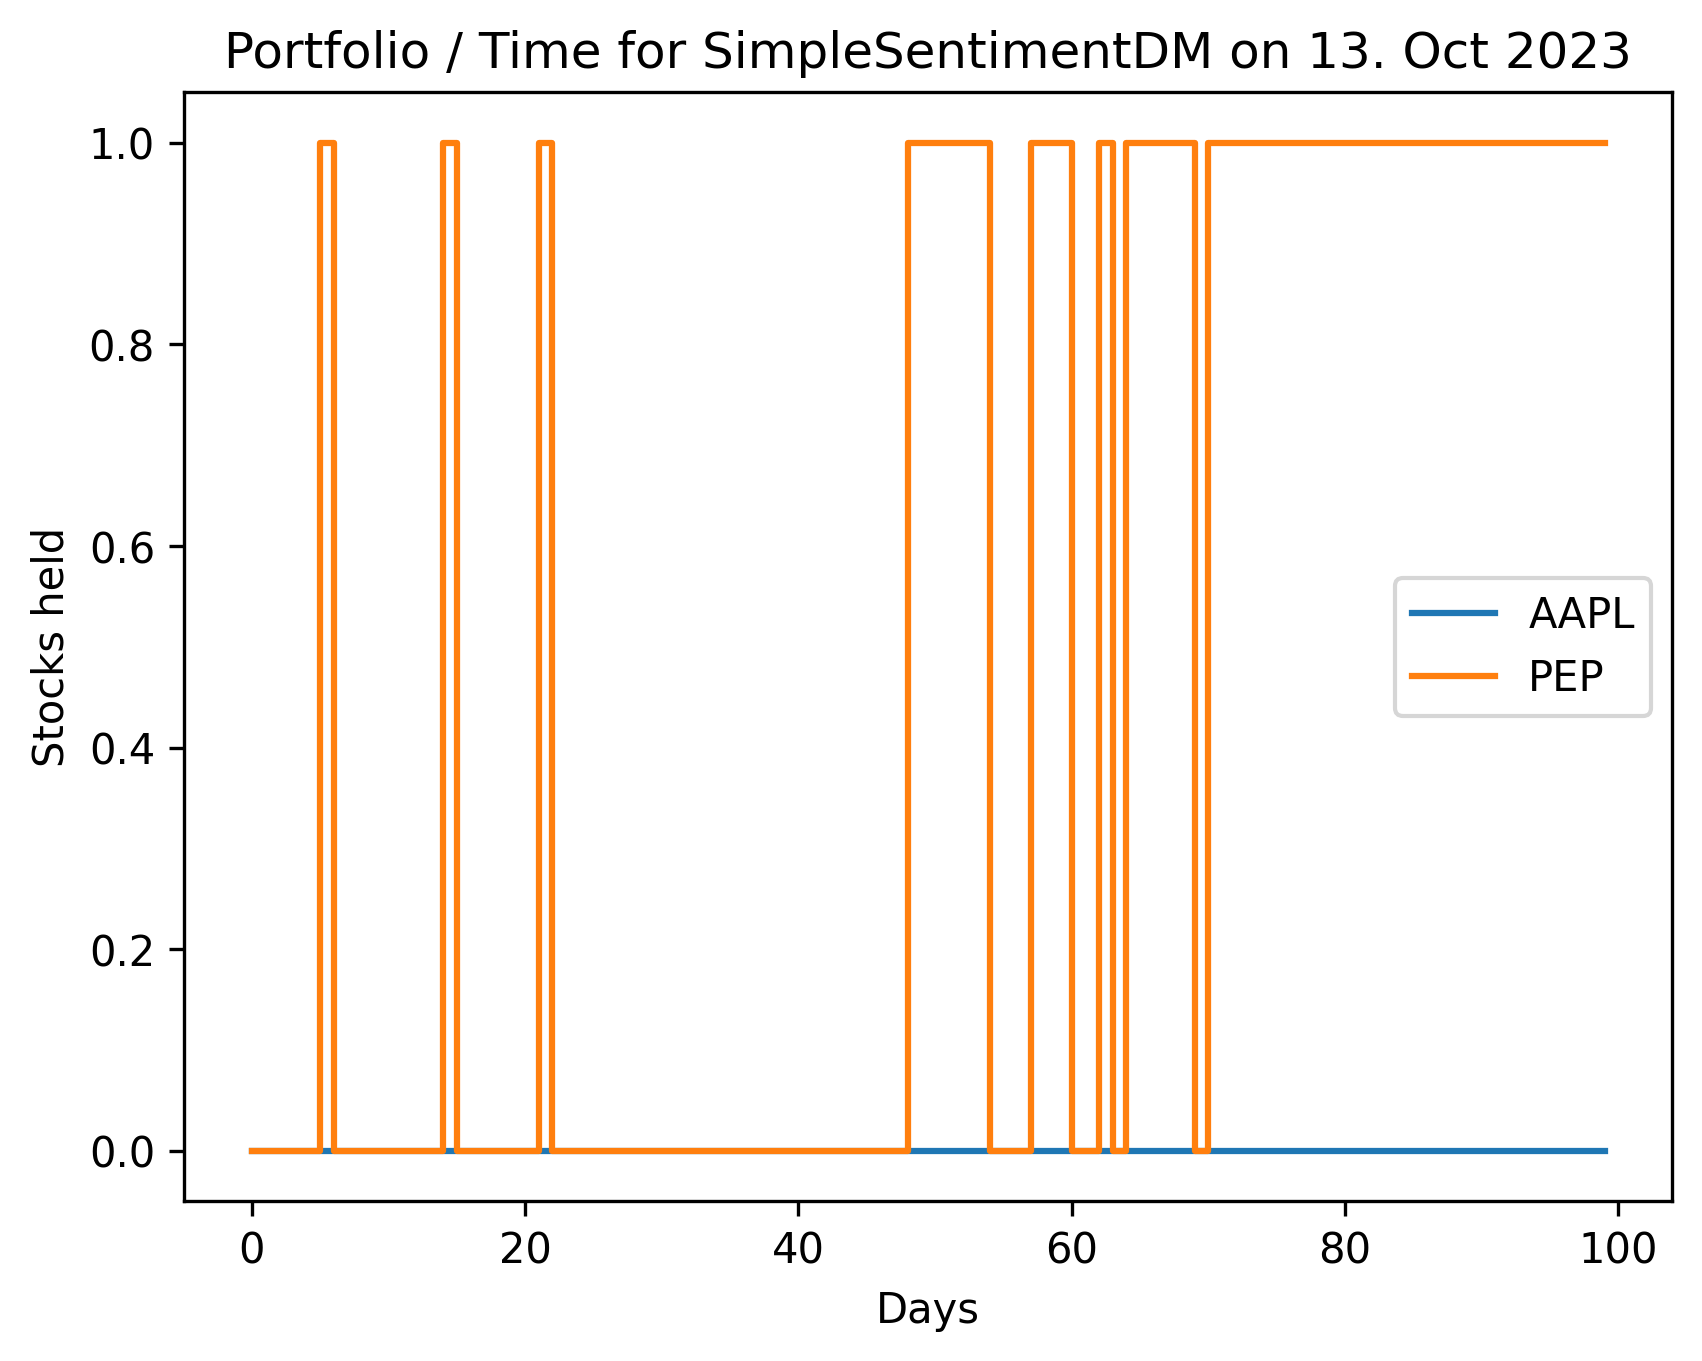 Portfolio / Time for SimpleSentimentDM on 13. Oct 2023
1.0
0.8
0.6
0.4
0.2
0.0
Stocks held
AAPL
PEP
0 20 40 60 80 100
Days